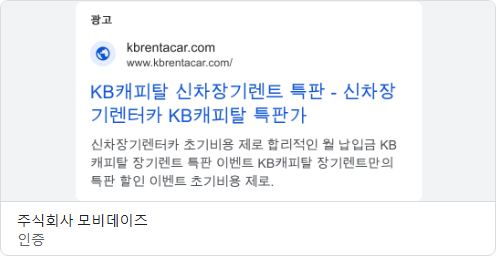 광고
kbrentacar.com
www.kbrentacar.com/
KB캐피탈 신차장기렌트 특판 - 신차장
기렌터카 KB캐피탈 특판가
신차장기렌터카 초기비용 제로 합리적인 월 납입금 KB
캐피탈 장기렌트 특판 이벤트 KB캐피탈 장기렌트만의
특판 할인 이벤트 초기비용 제로.
주식회사 모비데이즈
인증